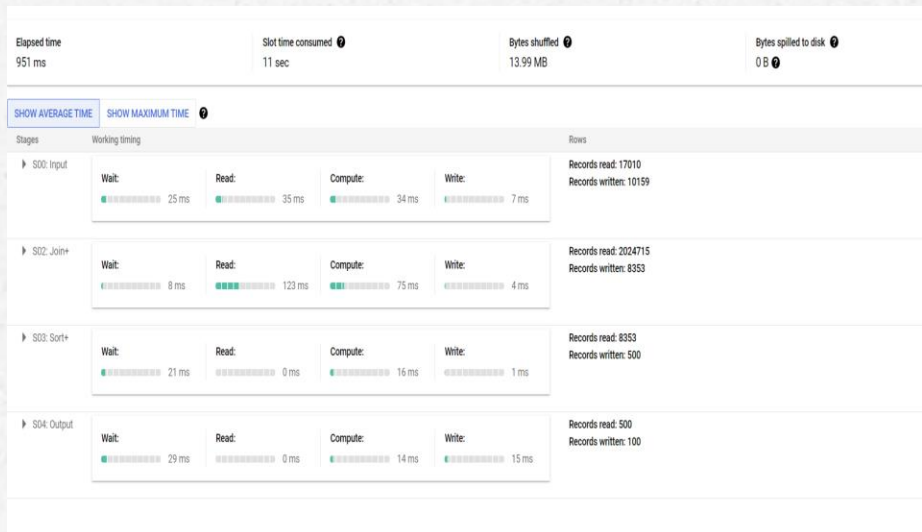 Elapsed time
951 ms
Slot time consumed ?
11 sec
Bytes shuffled ?
13.99 MB
Bytes spilled to disk ?
0 B ?
SHOW AVERAGE TIME SHOW MAXIMUM TIME ?
Stages Working timing Rows
S00: Input
Wait: Read: Compute: Write:
25 ms 35 ms 34 ms 7 ms
Records read: 17010
Records written: 10159
S02: Join+
Wait: Read: Compute: Write:
8 ms 123 ms 75 ms 4 ms
Records read: 2024715
Records written: 8353
S03: Sort+
Wait: Read: Compute: Write:
21 ms 0 ms 16 ms 1 ms
Records read: 8353
Records written: 500
S04: Output
Wait: Read: Compute: Write:
29 ms 0 ms 14 ms 15 ms
Records read: 500
Records written: 100